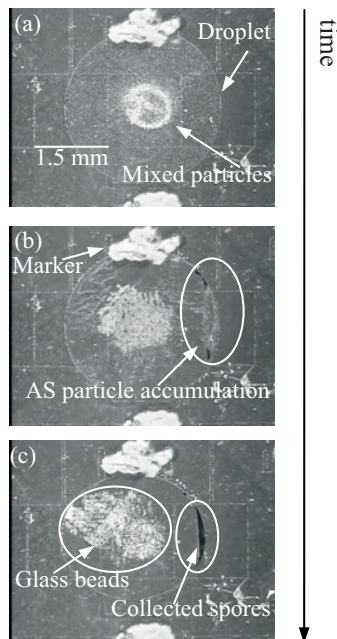 (a)
Droplet
1.5 mm
Mixed particles
(b)
Marker
AS particle accumulation
(c)
Glass beads
Collected spores
time